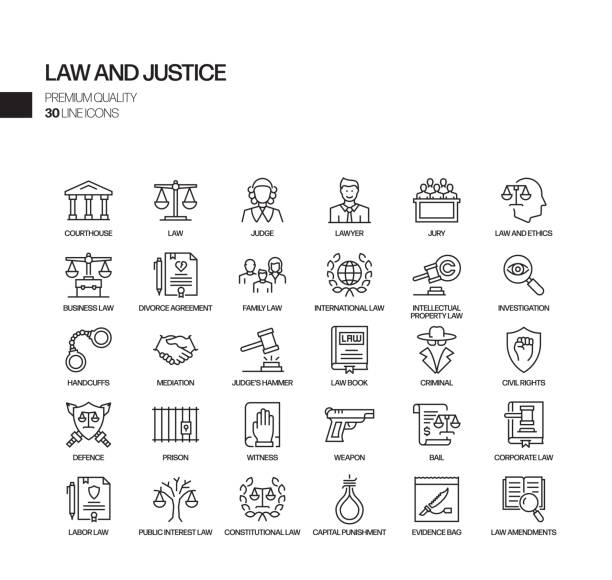 LAW AND JUSTICE
PREMIUM QUALITY
30 LINE ICONS
COURTHOUSE
LAW
JUDGE
LAWYER
JURY
LAW AND ETHICS
BUSINESS LAW
DIVORCE AGREEMENT
FAMILY LAW
INTERNATIONAL LAW
INTELLECTUAL
PROPERTY LAW
INVESTIGATION
LAW
HANDCUFFS
MEDIATION
JUDGE'S HAMMER
LAW BOOK
CRIMINAL
CIVIL RIGHTS
DEFENCE
PRISON
WITNESS
WEAPON
BAIL
CORPORATE LAW
LABOR LAW
PUBLIC INTEREST LAW
CONSTITUTIONAL LAW
CAPITAL PUNISHMENT
EVIDENCE BAG
LAW AMENDMENTS